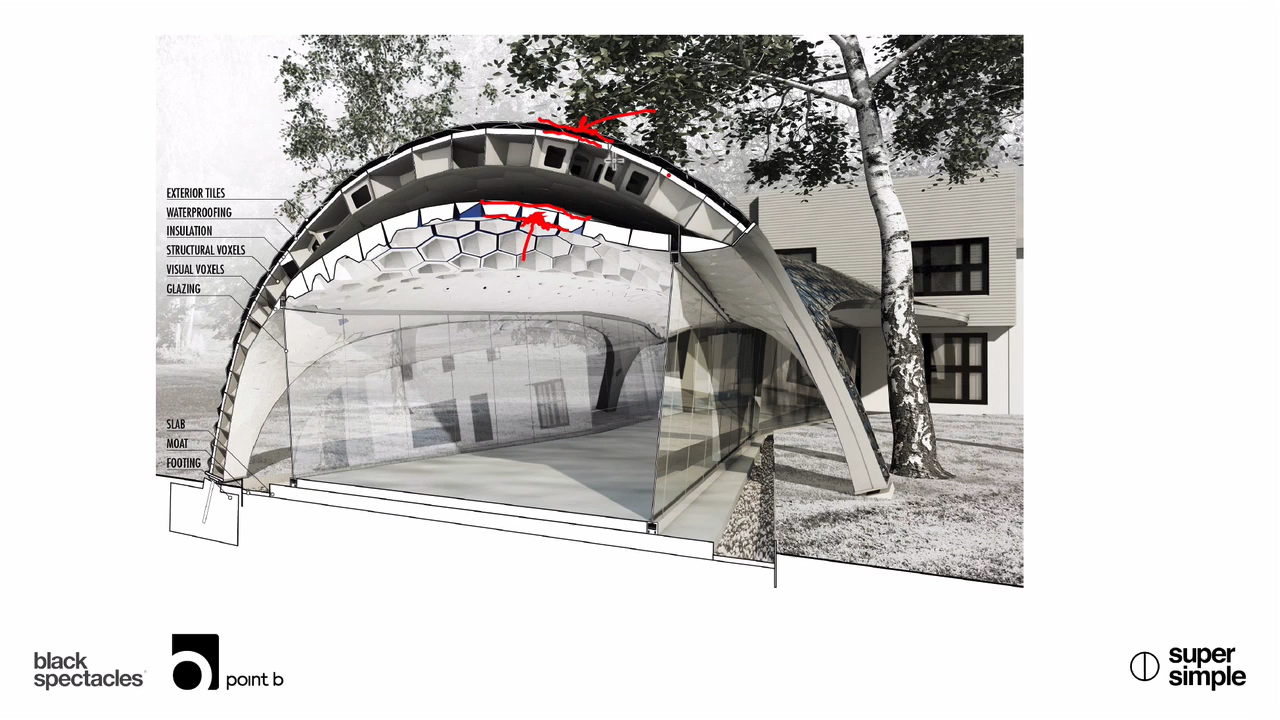 EXTERIOR TILES
WATERPROOFING
INSULATION
STRUCTURAL VOXELS
VISUAL VOXELS
GLAZING
SLAB
MOAT
FOOTING
black
spectacles
point b
super
simple